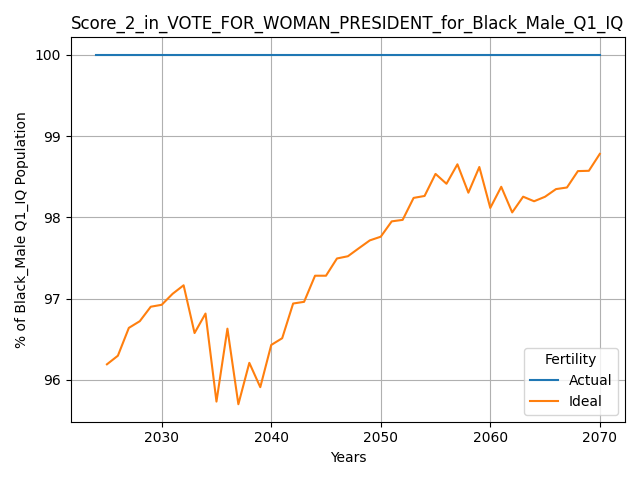 Score_2_in_VOTE_FOR_WOMAN_PRESIDENT_for_Black_Male_Q1_IQ
% of Black_Male Q1_IQ Population
100
99
98
97
96
Fertility
Actual
Ideal
2030 2040 2050 2060 2070
Years